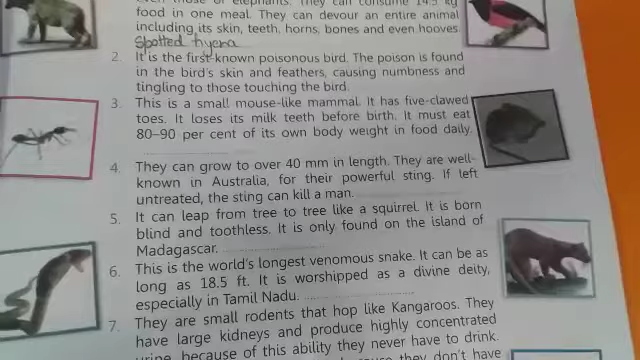 even those of elephants. They can consume 14.5 kg
food in one meal. They can devour an entire animal
including its skin, teeth, horns, bones and even hooves.
Spotted hyena
2. It is the first known poisonous bird. The poison is found
in the bird's skin and feathers, causing numbness and
tingling to those touching the bird.
3. This is a small mouse-like mammal. It has five-clawed
toes. It loses its milk teeth before birth. It must eat
80–90 per cent of its own body weight in food daily.
4. They can grow to over 40 mm in length. They are well-
known in Australia, for their powerful sting. If left
untreated, the sting can kill a man.
5. It can leap from tree to tree like a squirrel. It is born
blind and toothless. It is only found on the island of
Madagascar.
6. This is the world's longest venomous snake. It can be as
long as 18.5 ft. It is worshipped as a divine deity,
especially in Tamil Nadu.
7. They are small rodents that hop like Kangaroos. They
have large kidneys and produce highly concentrated
urine, because of this ability they never have to drink.
they don't have